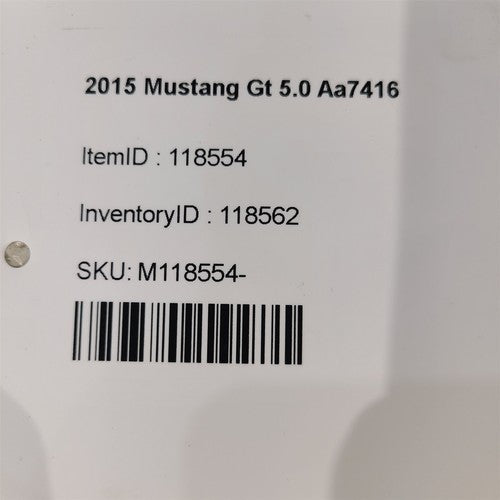 2015 Mustang Gt 5.0 Aa7416
ItemID : 118554
InventoryID : 118562
SKU: M118554-